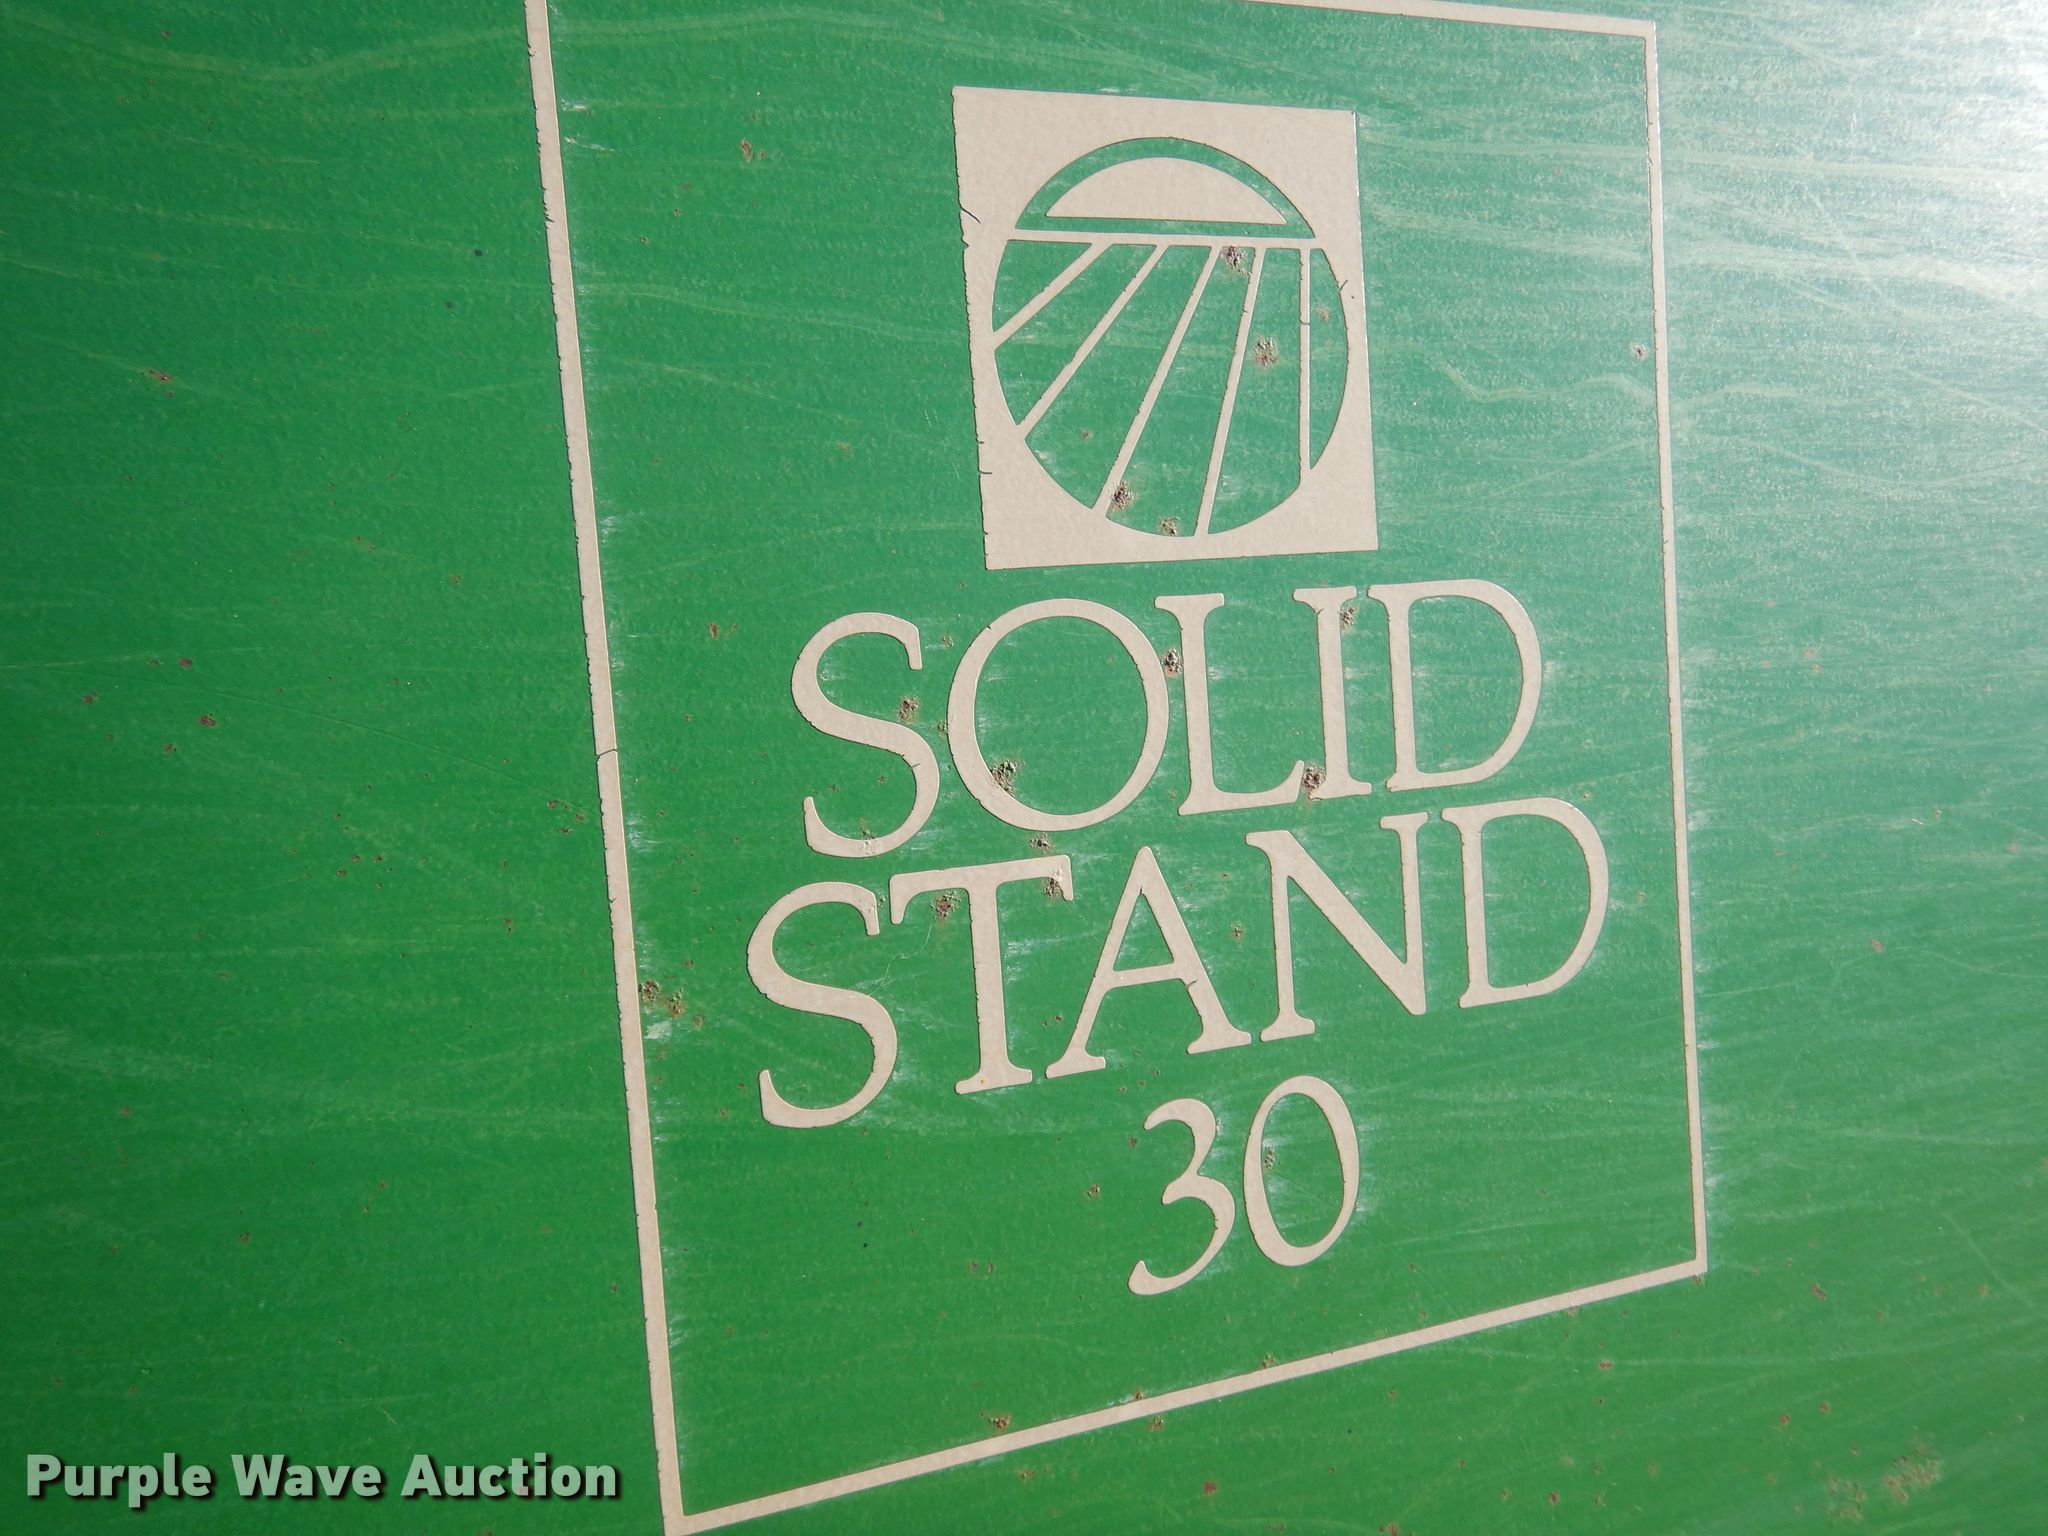 SOLID
STAND
30
Purple Wave Auction